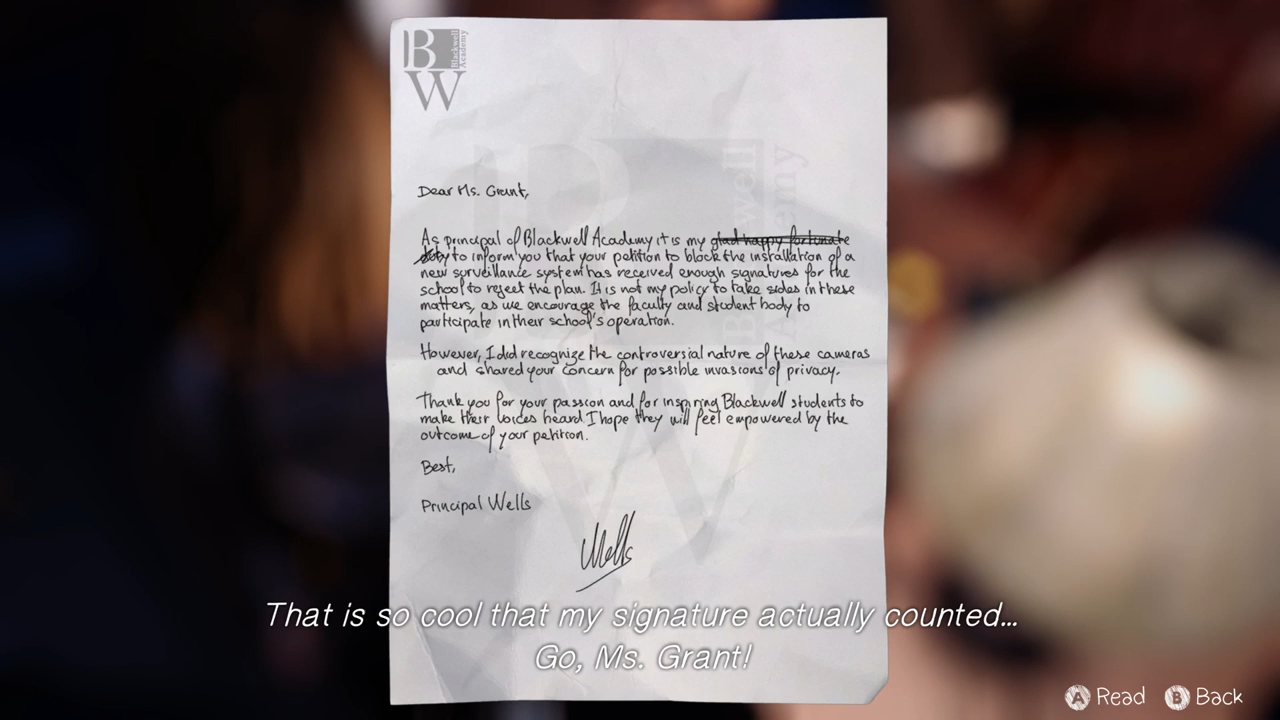 BW Blackwell Academy
Dear Ms. Grant,
As principal of Blackwell Academy it is my glad happy fortunate
duty to inform you that your petition to block the installation of a
new surveillance system has received enough signatures for the
school to reject the plan. It is not my policy to take sides in these
matters, as we encourage the faculty and student body to
participate in their school's operation.
However, I did recognize the controversial nature of these cameras
and shared your concern for possible invasions of privacy.
Thank you for your passion and for inspiring Blackwell students to
make their voices heard I hope they will feel empowered by the
outcome of your petition.
Best,
Principal Wells
Wells
That is so cool that my signature actually counted...
Go, Ms. Grant!
A Read B Back